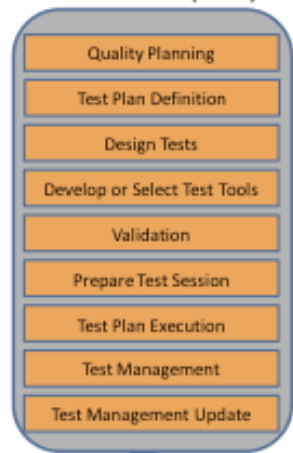 Quality Planning
Test Plan Definition
Design Tests
Develop or Select Test Tools
Validation
Prepare Test Session
Test Plan Execution
Test Management
Test Management Update